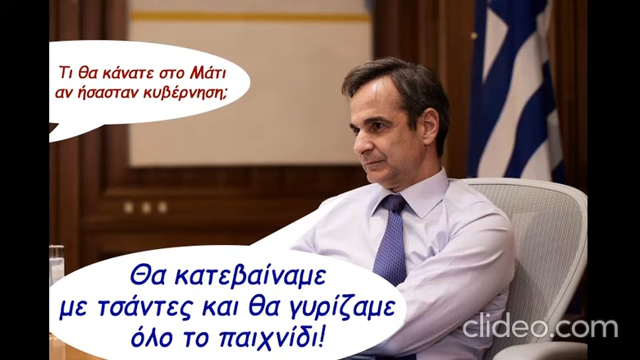 Τι θα κάνατε στο Μάτι
αν ήσασταν κυβέρνηση;
Θα κατεβαίναμε
με τσάντες και θα γυρίζαμε
όλο το παιχνίδι!
clideo.com